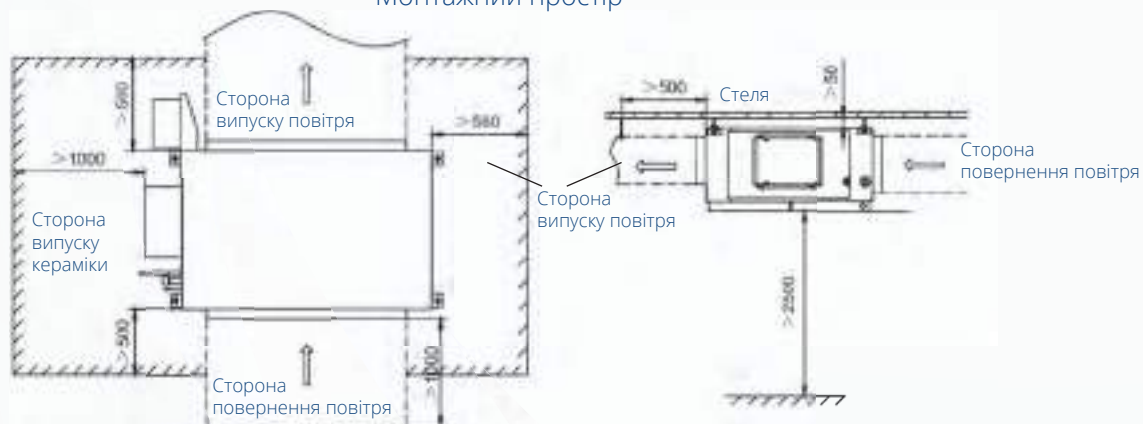 Монтажний простір
Сторона
випуску повітря
>500
>560
>1000
Сторона
випуску
кераміки
>500
Сторона
повернення повітря
>1000
>500
Стеля
>50
Сторона
повернення повітря
Сторона
випуску повітря
>2500